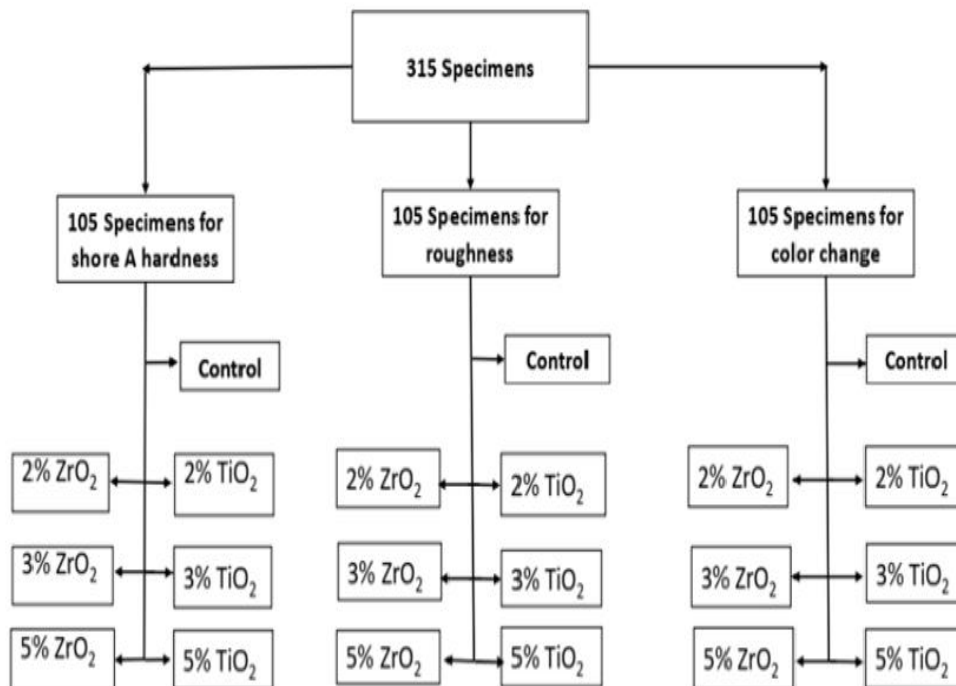 315 Specimens
105 Specimens for
shore A hardness
105 Specimens for
roughness
105 Specimens for
color change
Control
Control
Control
2% ZrO₂
2% TiO₂
2% ZrO₂
2% TiO₂
2% ZrO₂
2% TiO₂
3% ZrO₂
3% TiO₂
3% ZrO₂
3% TiO₂
3% ZrO₂
3% TiO₂
5% ZrO₂
5% TiO₂
5% ZrO₂
5% TiO₂
5% ZrO₂
5% TiO₂